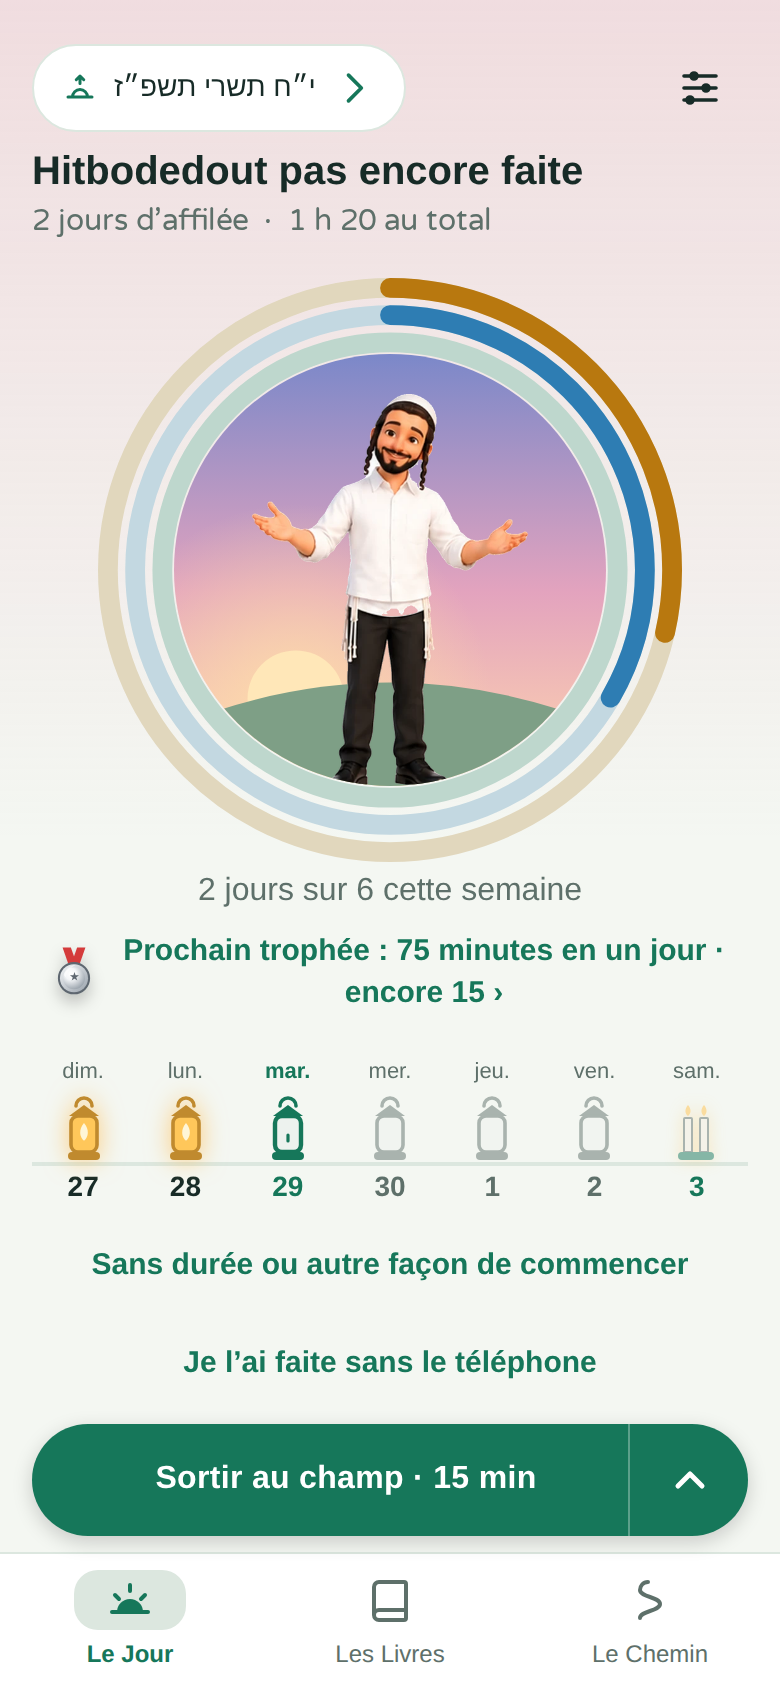 י״ח תשרי תשפ״ז
Hitbodedout pas encore faite
2 jours d’affilée · 1 h 20 au total
2 jours sur 6 cette semaine
Prochain trophée : 75 minutes en un jour ·
encore 15 ›
dim. lun. mar. mer. jeu. ven. sam.
27 28 29 30 1 2 3
Sans durée ou autre façon de commencer
Je l’ai faite sans le téléphone
Sortir au champ · 15 min
Le Jour Les Livres Le Chemin